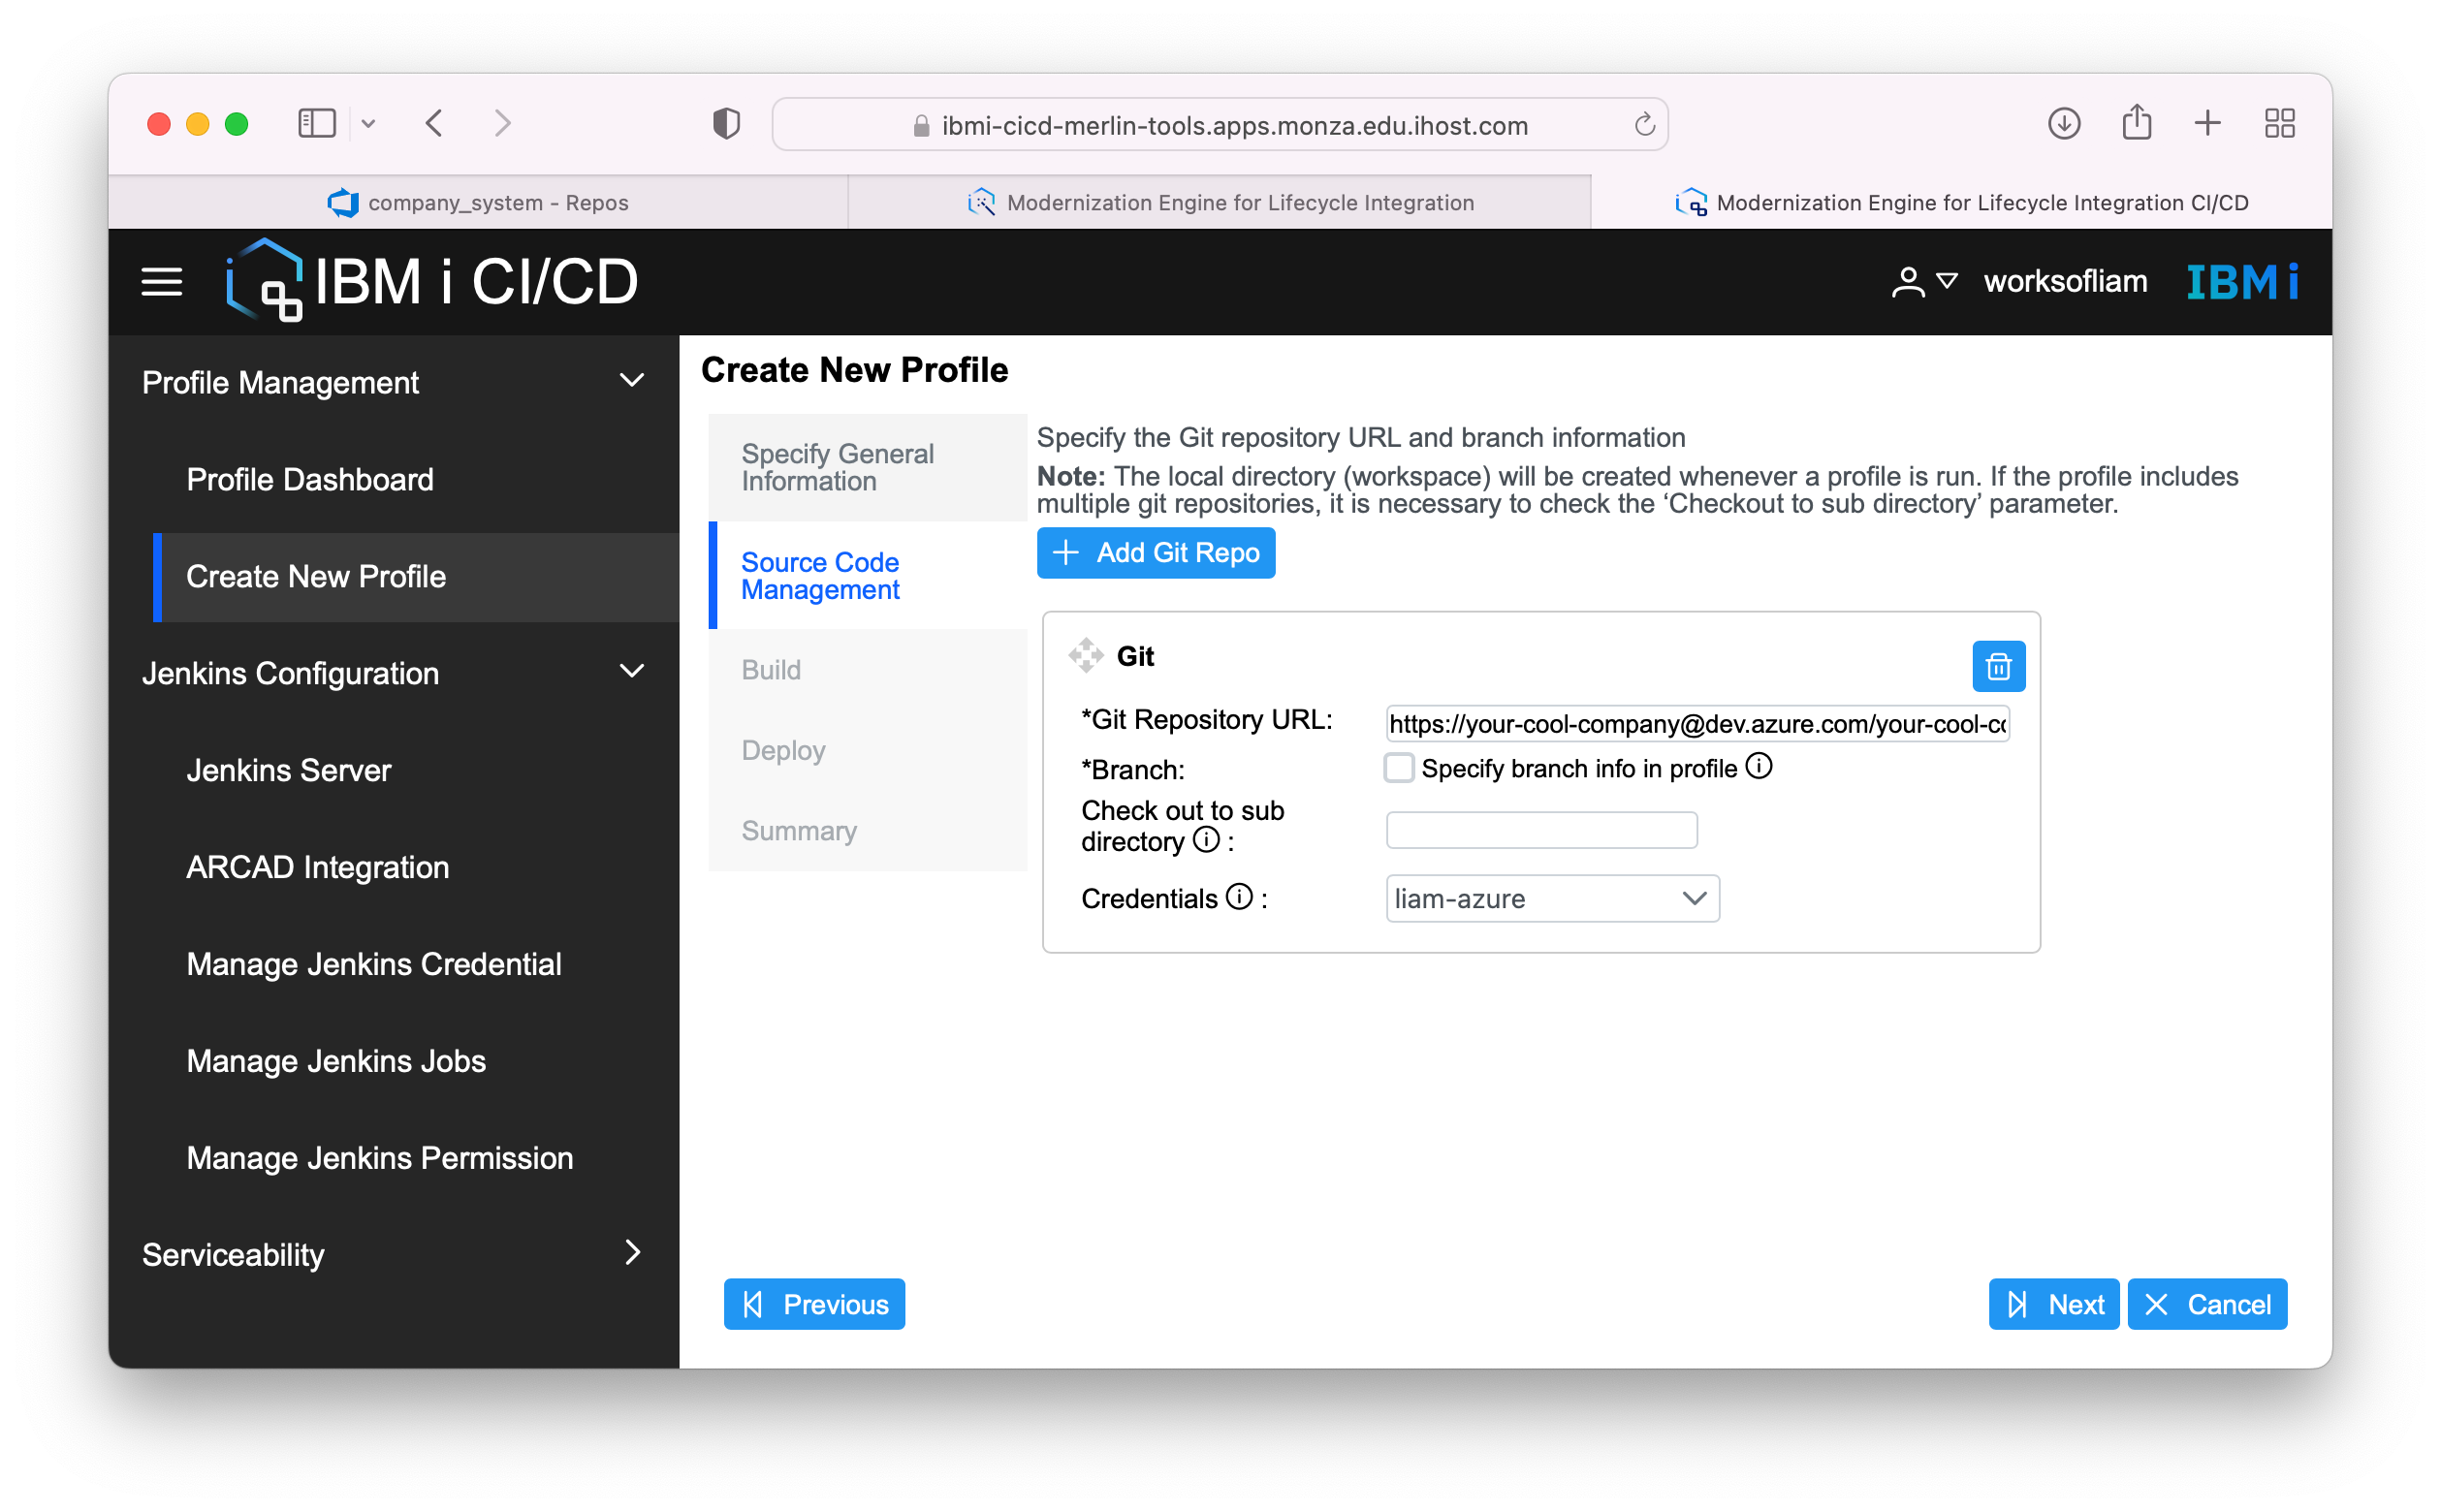 ibmi-cicd-merlin-tools.apps.monza.edu.ihost.com
company_system - Repos
Modernization Engine for Lifecycle Integration
Modernization Engine for Lifecycle Integration CI/CD
IBM i CI/CD
worksofliam
IBM i
Profile Management
Profile Dashboard
Create New Profile
Jenkins Configuration
Jenkins Server
ARCAD Integration
Manage Jenkins Credential
Manage Jenkins Jobs
Manage Jenkins Permission
Serviceability
Create New Profile
Specify General
Information
Source Code
Management
Build
Deploy
Summary
Specify the Git repository URL and branch information
Note: The local directory (workspace) will be created whenever a profile is run. If the profile includes
multiple git repositories, it is necessary to check the ‘Checkout to sub directory’ parameter.
Add Git Repo
Git
*Git Repository URL:
https://your-cool-company@dev.azure.com/your-cool-co
*Branch:
Specify branch info in profile
Check out to sub
directory :
Credentials :
liam-azure
Previous
Next
Cancel